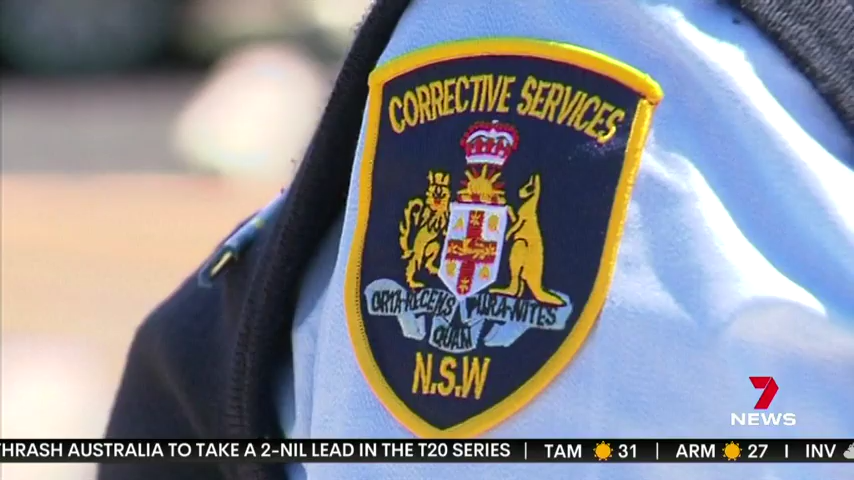 CORRECTIVE SERVICES
ORTA RECENS
QUAM
PURA NITES
N.S.W
7
NEWS
THRASH AUSTRALIA TO TAKE A 2-NIL LEAD IN THE T20 SERIES | TAM 31 | ARM 27 | INV